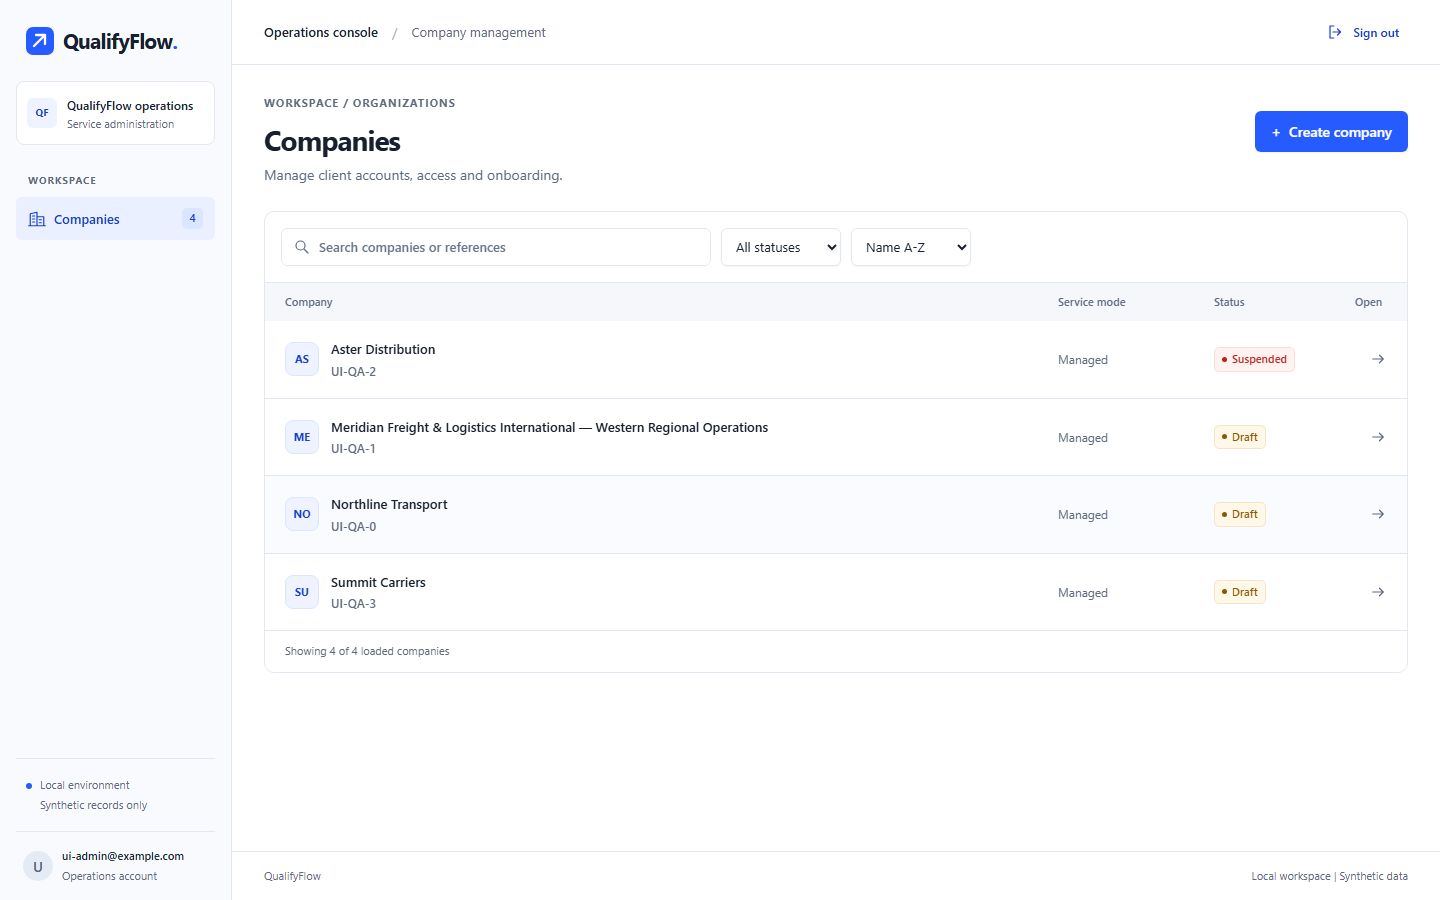 QualifyFlow.
QF
QualifyFlow operations
Service administration
WORKSPACE
Companies 4
Local environment
Synthetic records only
U
ui-admin@example.com
Operations account
Operations console / Company management
Sign out
WORKSPACE / ORGANIZATIONS
Companies
Manage client accounts, access and onboarding.
+ Create company
Search companies or references
All statuses
Name A-Z
Company Service mode Status Open
AS
Aster Distribution
UI-QA-2
Managed
Suspended
ME
Meridian Freight & Logistics International — Western Regional Operations
UI-QA-1
Managed
Draft
NO
Northline Transport
UI-QA-0
Managed
Draft
SU
Summit Carriers
UI-QA-3
Managed
Draft
Showing 4 of 4 loaded companies
QualifyFlow
Local workspace | Synthetic data